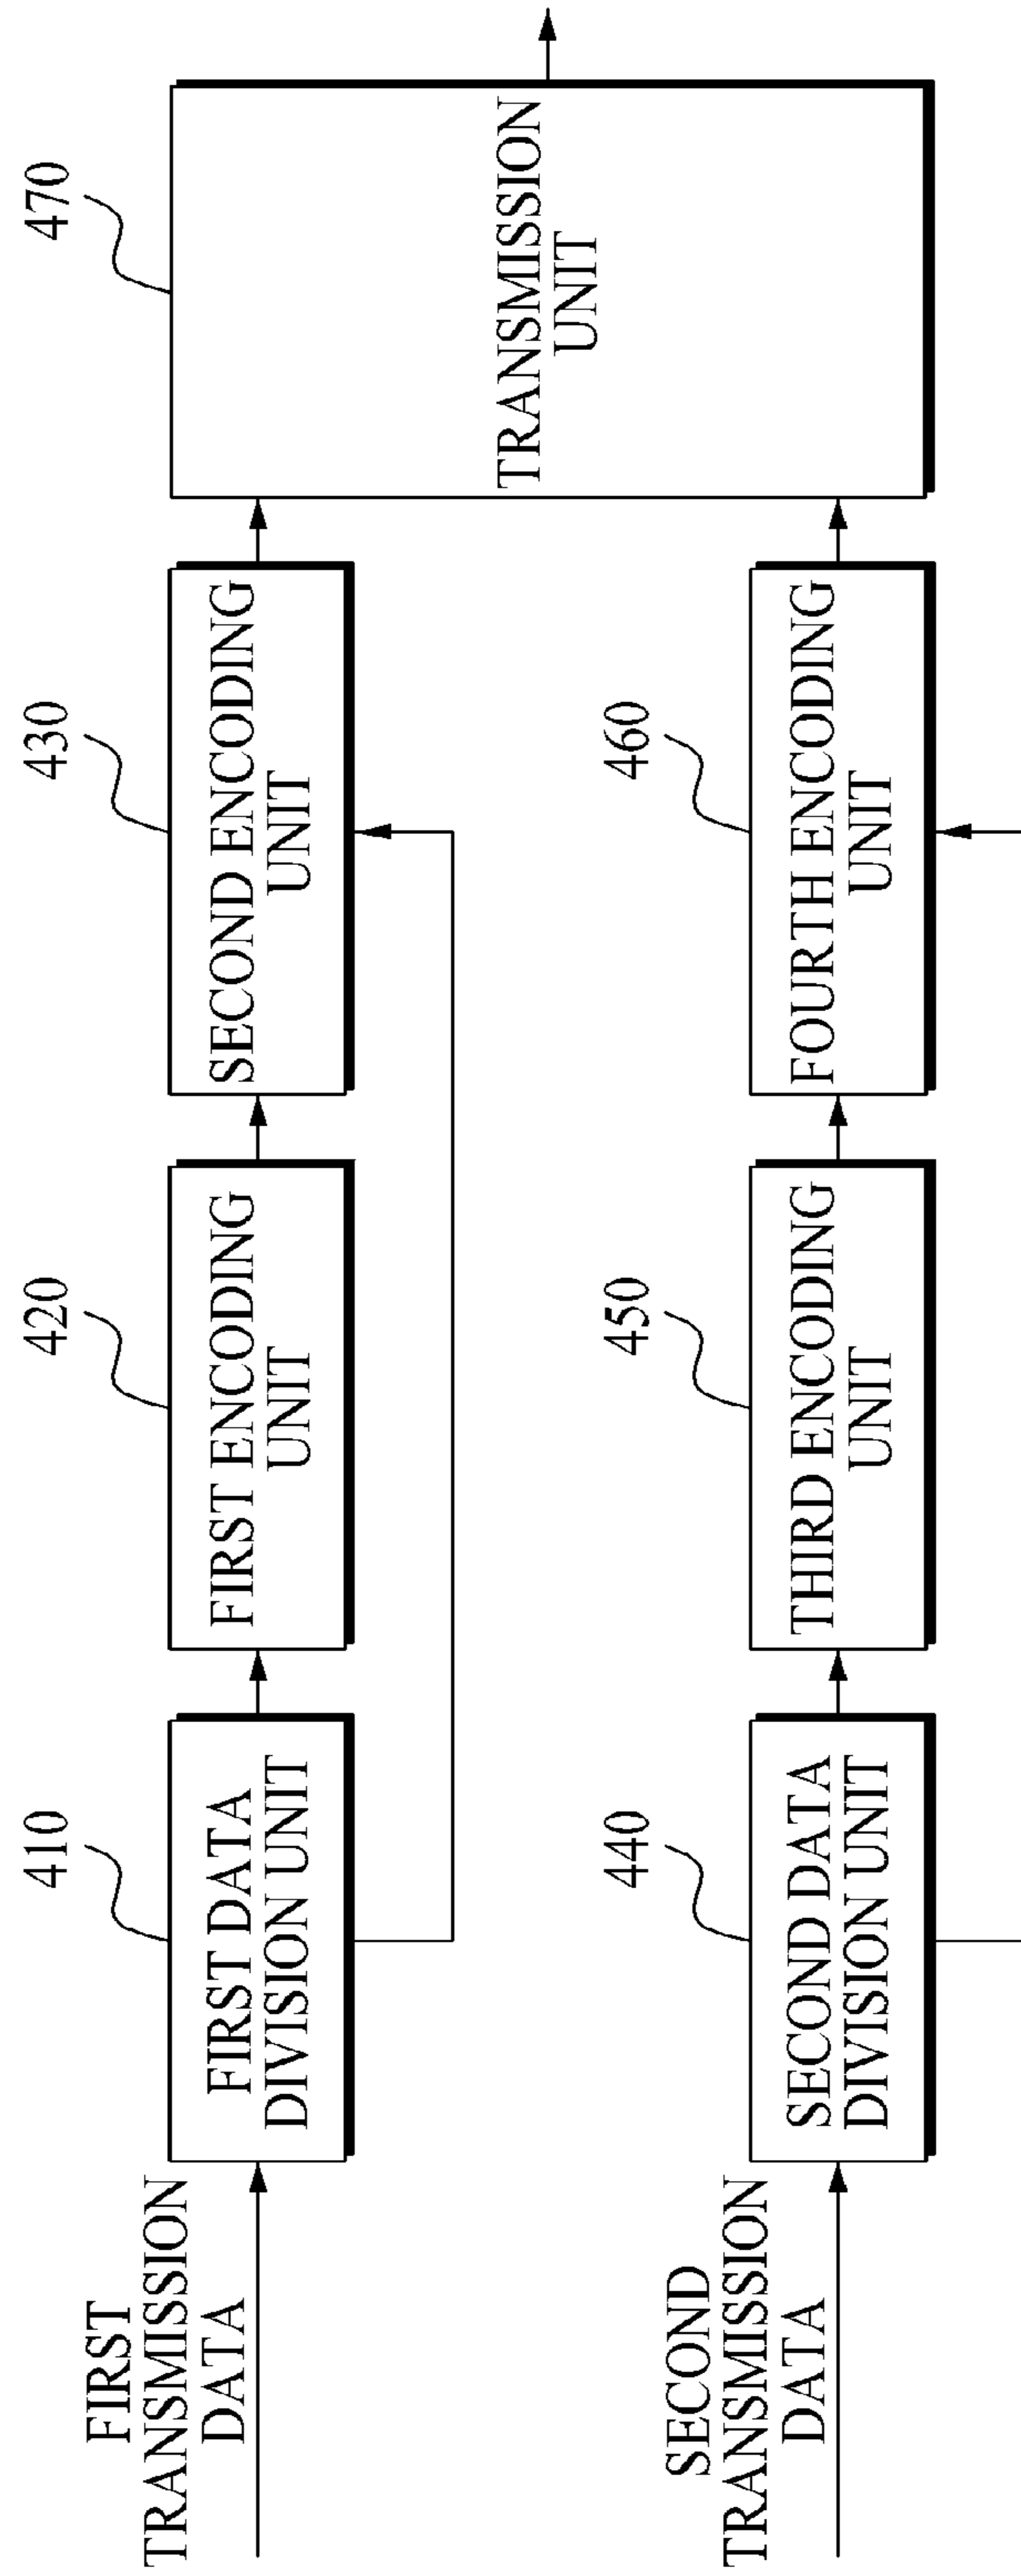 FIRST
TRANSMISSION
DATA
410
FIRST DATA
DIVISION UNIT
420
FIRST ENCODING
UNIT
430
SECOND ENCODING
UNIT
470
TRANSMISSION
UNIT
SECOND
TRANSMISSION
DATA
440
SECOND DATA
DIVISION UNIT
450
THIRD ENCODING
UNIT
460
FOURTH ENCODING
UNIT